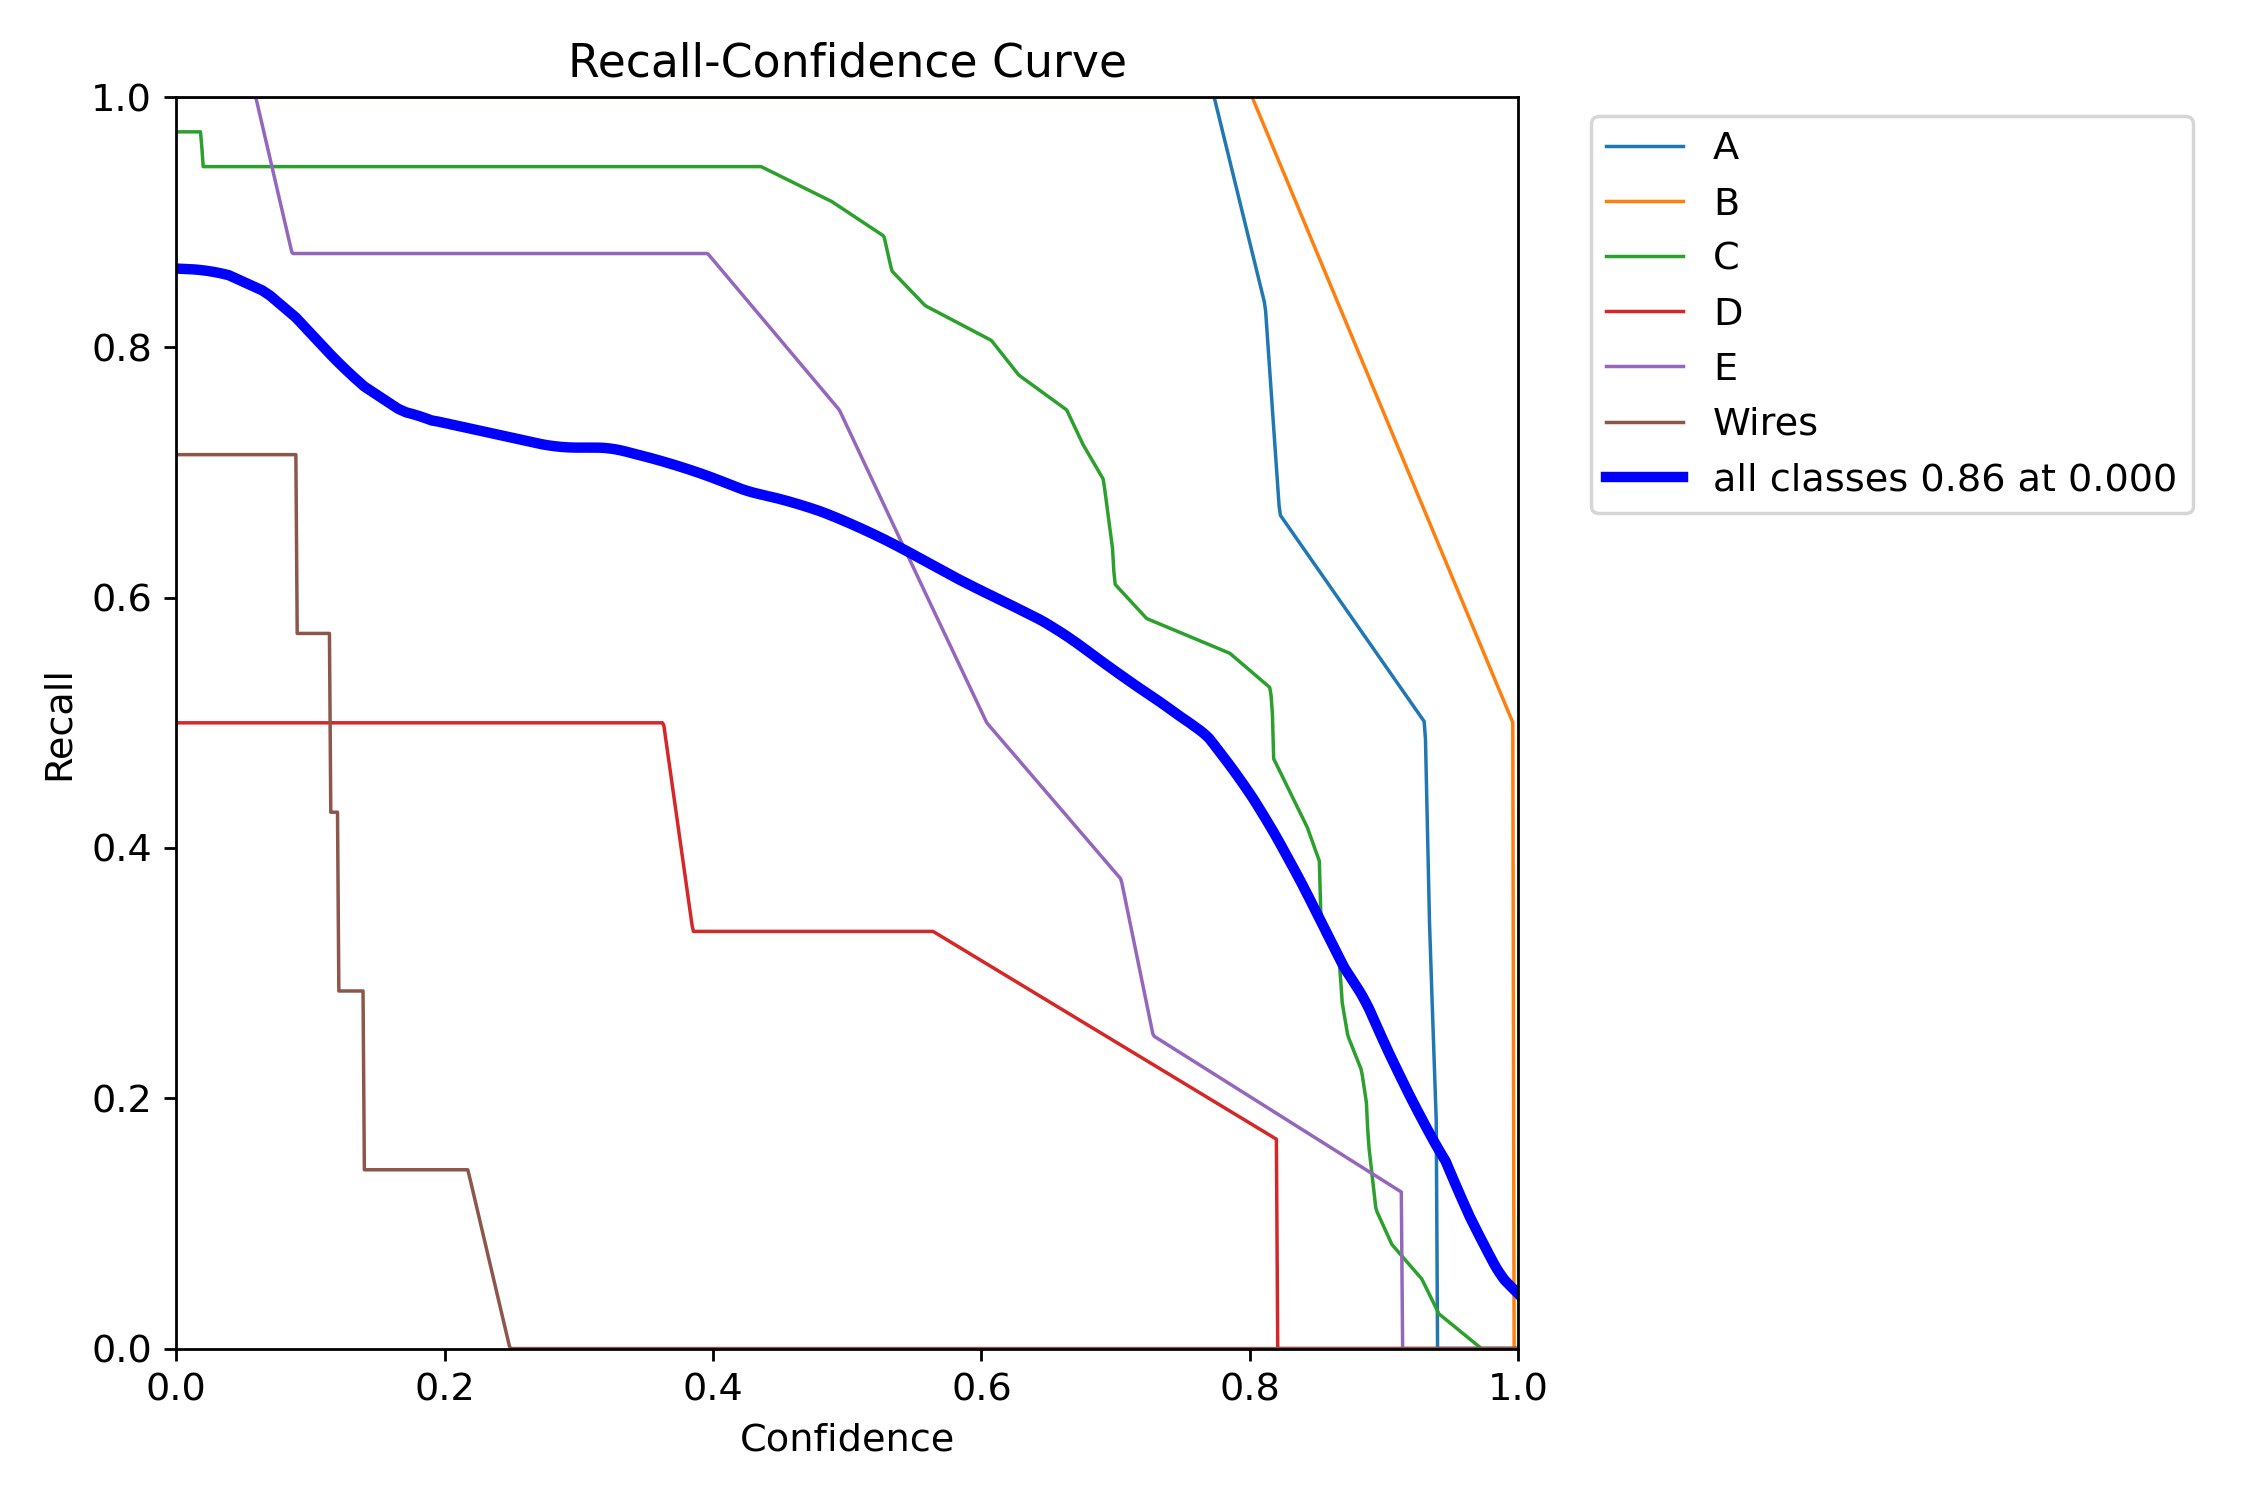 Recall-Confidence Curve
1.0
0.8
0.6
0.4
0.2
0.0
Recall
0.0 0.2 0.4 0.6 0.8 1.0
Confidence
A
B
C
D
E
Wires
all classes 0.86 at 0.000